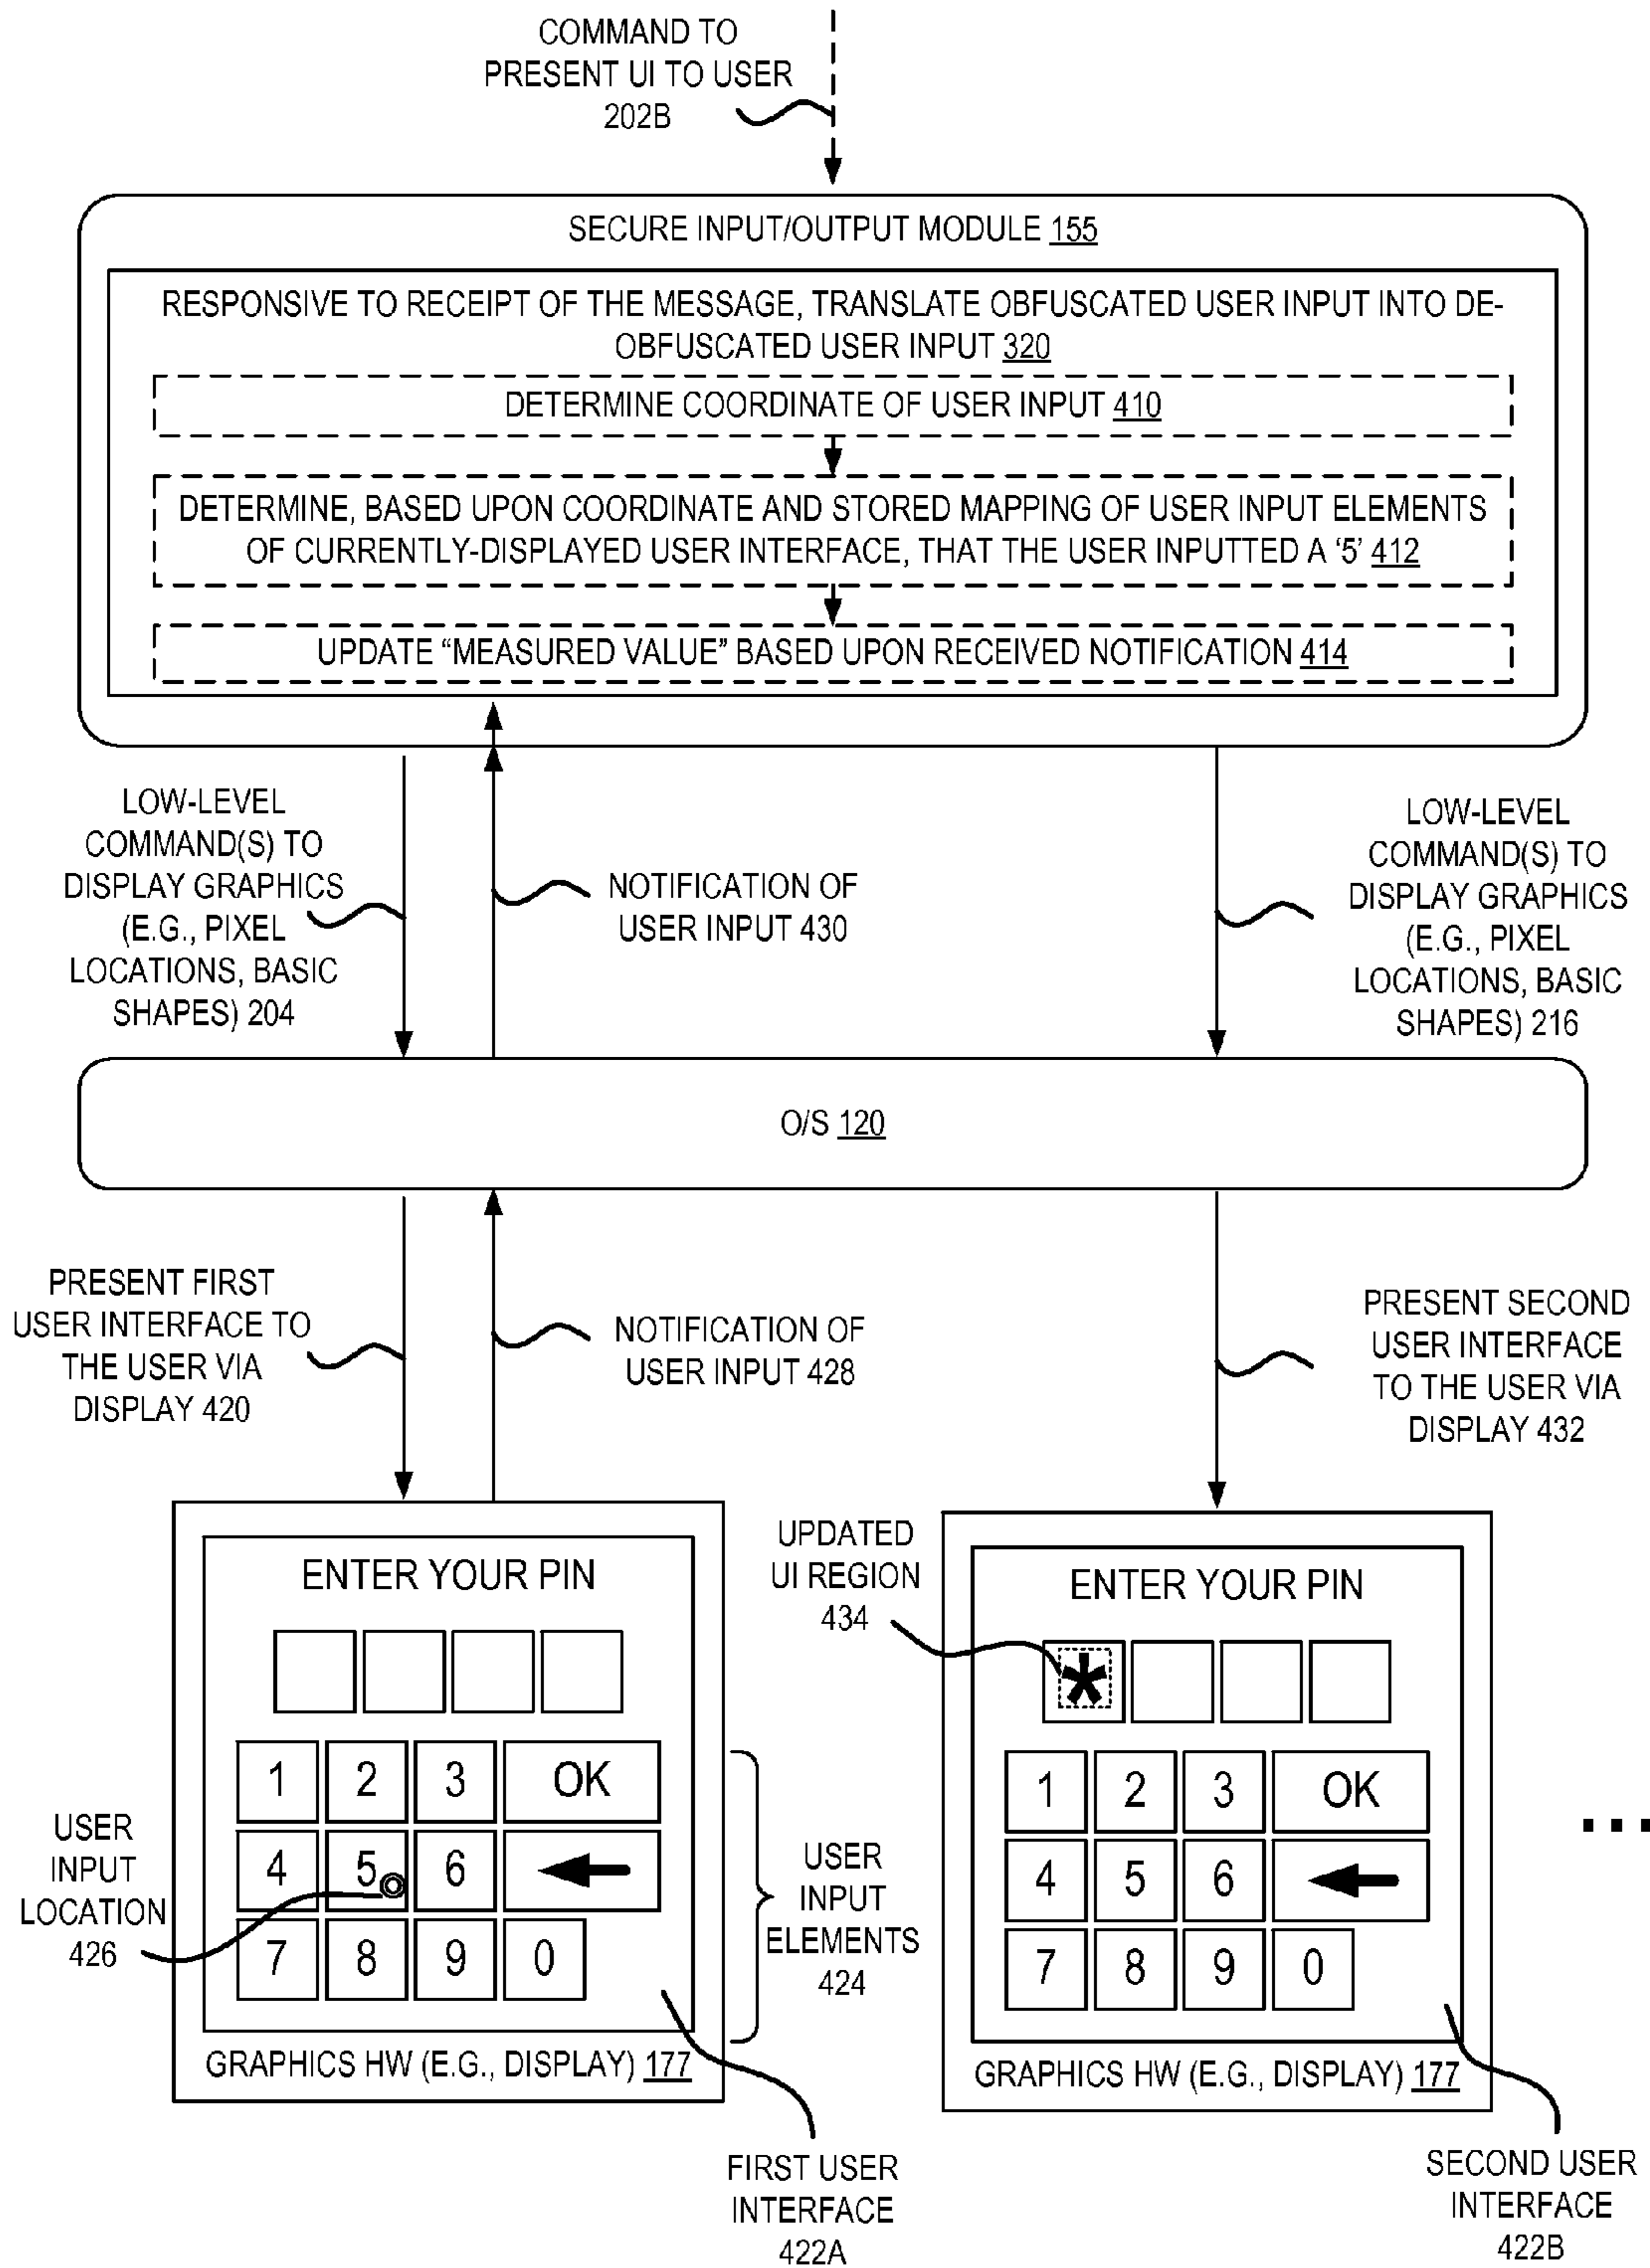 COMMAND TO
PRESENT UI TO USER
202B
SECURE INPUT/OUTPUT MODULE 155
RESPONSIVE TO RECEIPT OF THE MESSAGE, TRANSLATE OBFUSCATED USER INPUT INTO DE-
OBFUSCATED USER INPUT 320
DETERMINE COORDINATE OF USER INPUT 410
DETERMINE, BASED UPON COORDINATE AND STORED MAPPING OF USER INPUT ELEMENTS
OF CURRENTLY-DISPLAYED USER INTERFACE, THAT THE USER INPUTTED A ‘5’ 412
UPDATE “MEASURED VALUE” BASED UPON RECEIVED NOTIFICATION 414
LOW-LEVEL
COMMAND(S) TO
DISPLAY GRAPHICS
(E.G., PIXEL
LOCATIONS, BASIC
SHAPES) 204
NOTIFICATION OF
USER INPUT 430
LOW-LEVEL
COMMAND(S) TO
DISPLAY GRAPHICS
(E.G., PIXEL
LOCATIONS, BASIC
SHAPES) 216
O/S 120
PRESENT FIRST
USER INTERFACE TO
THE USER VIA
DISPLAY 420
NOTIFICATION OF
USER INPUT 428
PRESENT SECOND
USER INTERFACE
TO THE USER VIA
DISPLAY 432
ENTER YOUR PIN
1 2 3 OK
4 5 6
7 8 9 0
GRAPHICS HW (E.G., DISPLAY) 177
USER
INPUT
LOCATION
426
USER
INPUT
ELEMENTS
424
FIRST USER
INTERFACE
422A
UPDATED
UI REGION
434
ENTER YOUR PIN
*
1 2 3 OK
4 5 6
7 8 9 0
GRAPHICS HW (E.G., DISPLAY) 177
...
SECOND USER
INTERFACE
422B